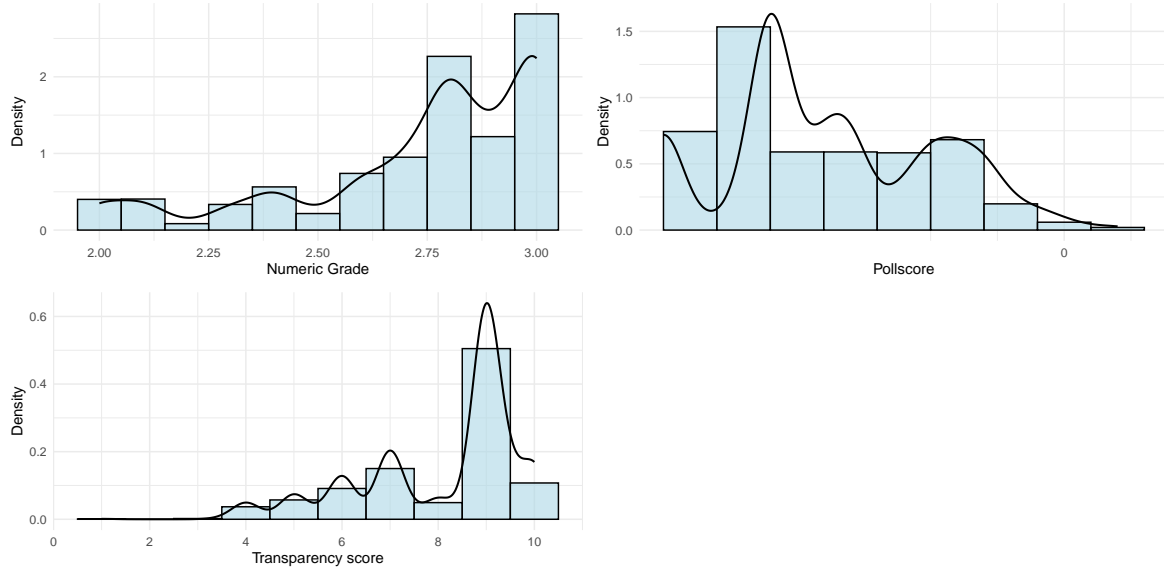 Density
2
1
0
2.00 2.25 2.50 2.75 3.00
Numeric Grade
Density
1.5
1.0
0.5
0.0
0
Pollscore
Density
0.6
0.4
0.2
0.0
0 2 4 6 8 10
Transparency score